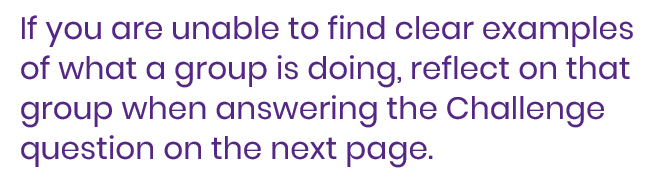 If you are unable to find clear examples
of what a group is doing, reflect on that
group when answering the Challenge
question on the next page.